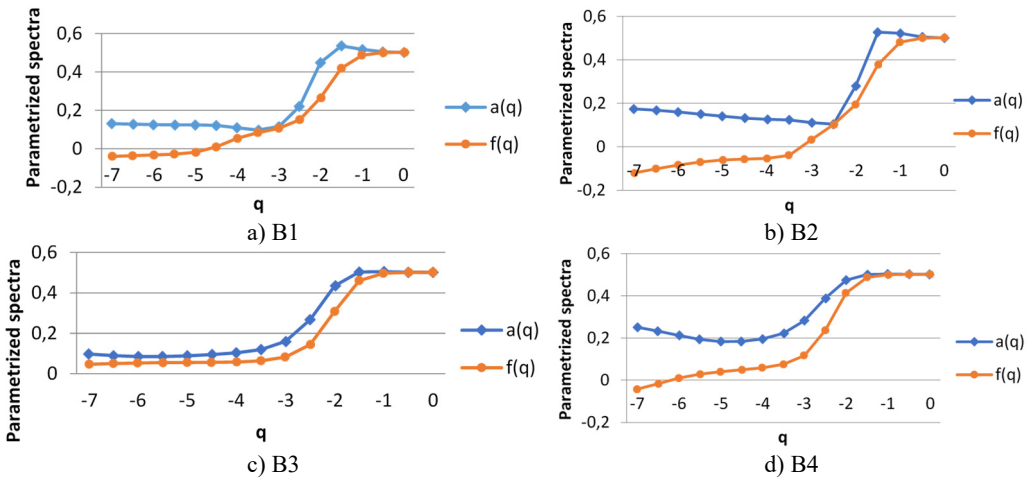 Parametrized spectra
0,6
0,4
0,2
0
-0,2
-7 -6 -5 -4 -3 -2 -1 0
q
a(q)
f(q)
a) B1
Parametrized spectra
0,6
0,4
0,2
0
-0,2
-7 -6 -5 -4 -3 -2 -1 0
q
a(q)
f(q)
b) B2
Parametrized spectra
0,6
0,4
0,2
0
-7 -6 -5 -4 -3 -2 -1 0
q
a(q)
f(q)
c) B3
Parametrized spectra
0,6
0,4
0,2
0
-0,2
-7 -6 -5 -4 -3 -2 -1 0
q
a(q)
f(q)
d) B4